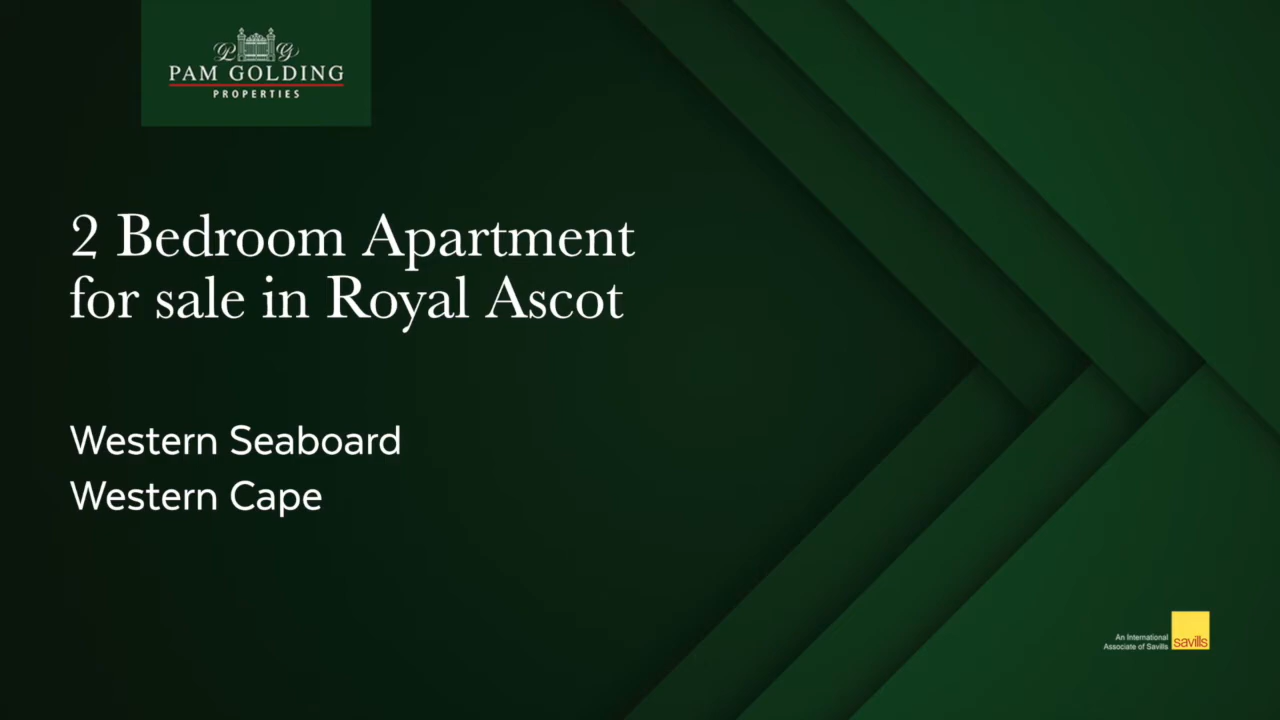 P G
PAM GOLDING
PROPERTIES
2 Bedroom Apartment
for sale in Royal Ascot
Western Seaboard
Western Cape
An International
Associate of Savills
savills